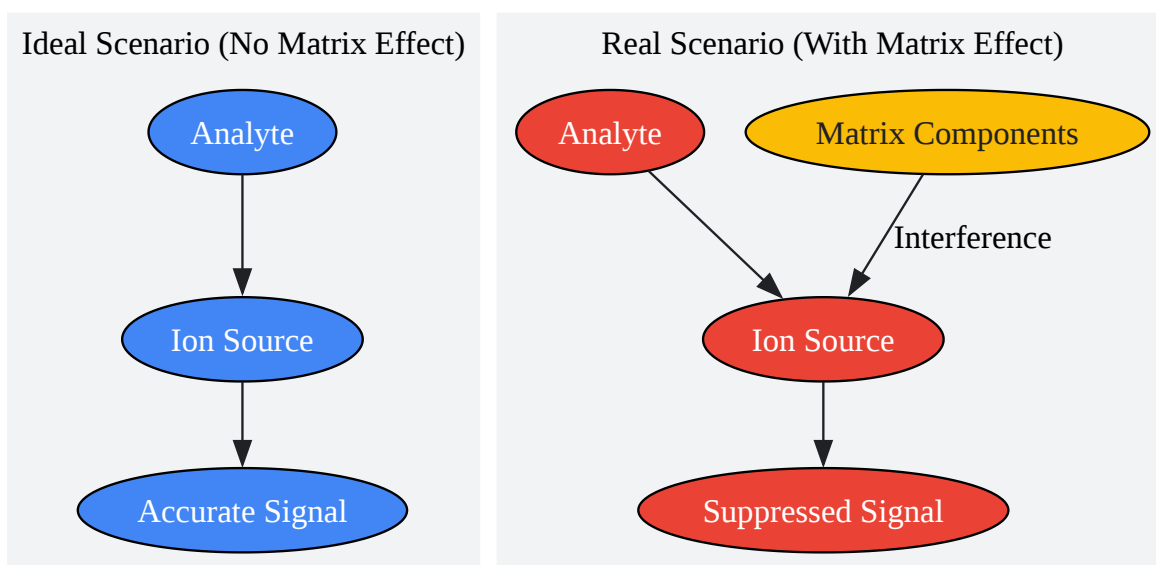 Ideal Scenario (No Matrix Effect)
Analyte
Ion Source
Accurate Signal
Real Scenario (With Matrix Effect)
Analyte
Matrix Components
Interference
Ion Source
Suppressed Signal